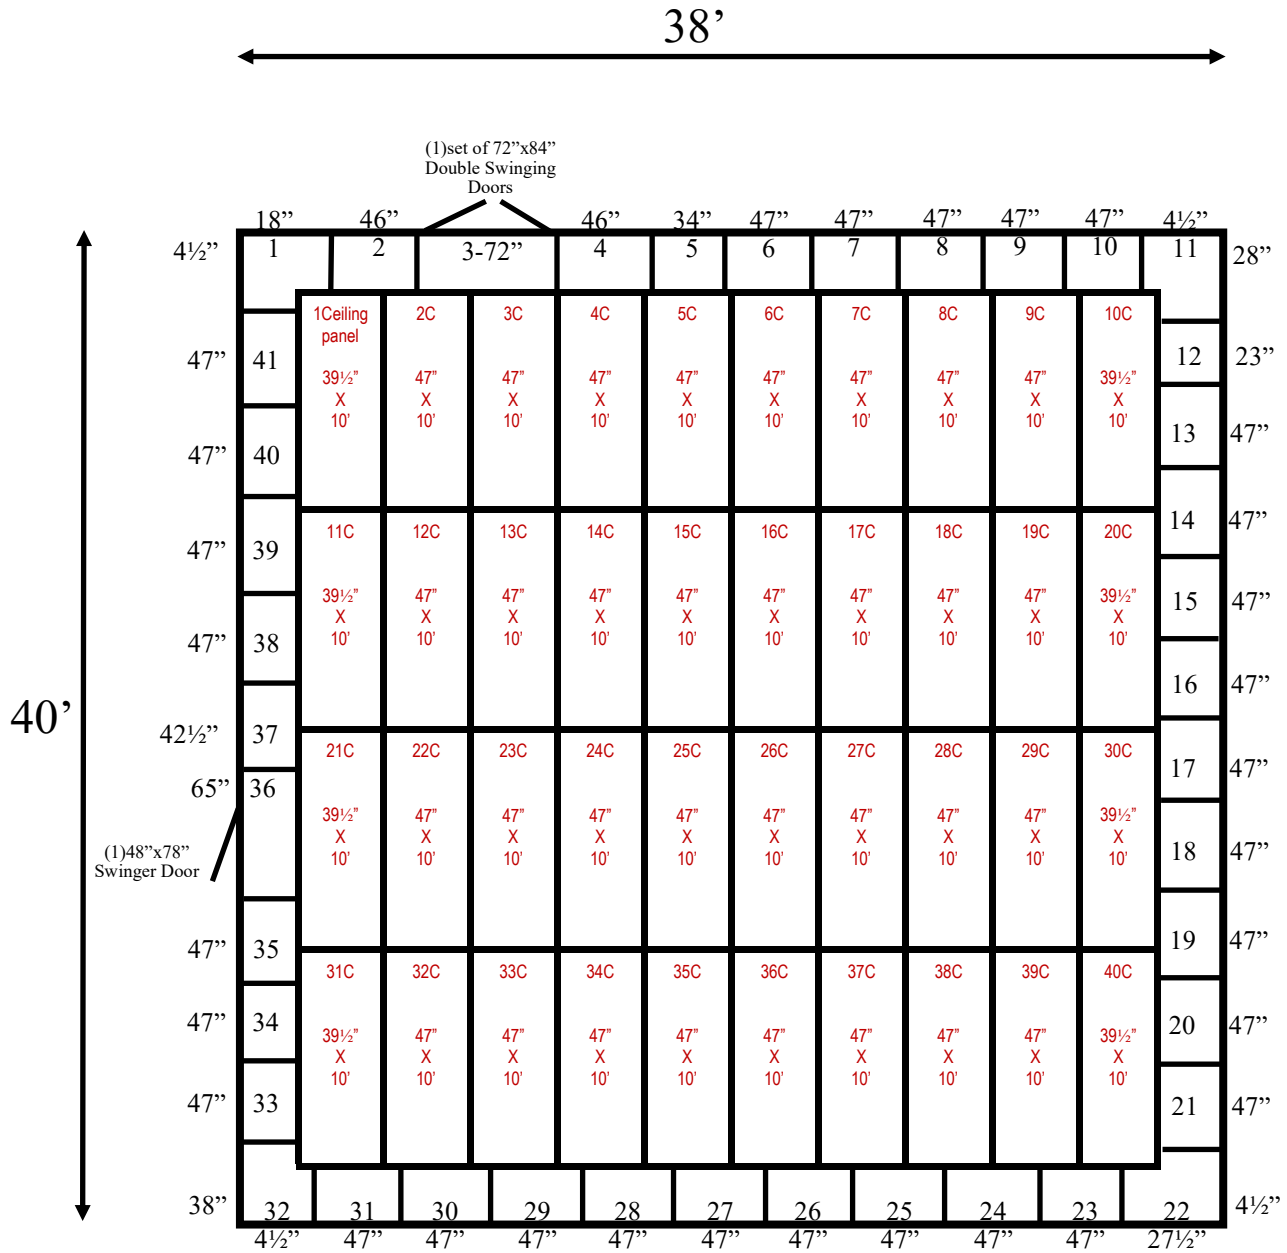 38’
(1)set of 72”x84”
Double Swinging
Doors
18” 46” 46” 34” 47” 47” 47” 47” 47” 4½”
4½” 1 2 3-72” 4 5 6 7 8 9 10 11 28”
1Ceiling
panel
2C 3C 4C 5C 6C 7C 8C 9C 10C
47” 41 12 23”
39½” 47” 47” 47” 47” 47” 47” 47” 47” 39½”
X X X X X X X X X X
10’ 10’ 10’ 10’ 10’ 10’ 10’ 10’ 10’ 10’
13 47”
47” 40
14 47”
11C 12C 13C 14C 15C 16C 17C 18C 19C 20C
47” 39
39½” 47” 47” 47” 47” 47” 47” 47” 47” 39½”
X X X X X X X X X X
10’ 10’ 10’ 10’ 10’ 10’ 10’ 10’ 10’ 10’
15 47”
47” 38
16 47”
40’
42½” 37
21C 22C 23C 24C 25C 26C 27C 28C 29C 30C
17 47”
65” 36
39½” 47” 47” 47” 47” 47” 47” 47” 47” 39½”
X X X X X X X X X X
10’ 10’ 10’ 10’ 10’ 10’ 10’ 10’ 10’ 10’
(1)48”x78”
Swinger Door
18 47”
47” 35
19 47”
31C 32C 33C 34C 35C 36C 37C 38C 39C 40C
47” 34
20 47”
39½” 47” 47” 47” 47” 47” 47” 47” 47” 39½”
X X X X X X X X X X
10’ 10’ 10’ 10’ 10’ 10’ 10’ 10’ 10’ 10’
47” 33
21 47”
38” 32 31 30 29 28 27 26 25 24 23 22 4½”
4½” 47” 47” 47” 47” 47” 47” 47” 47” 47” 27½”